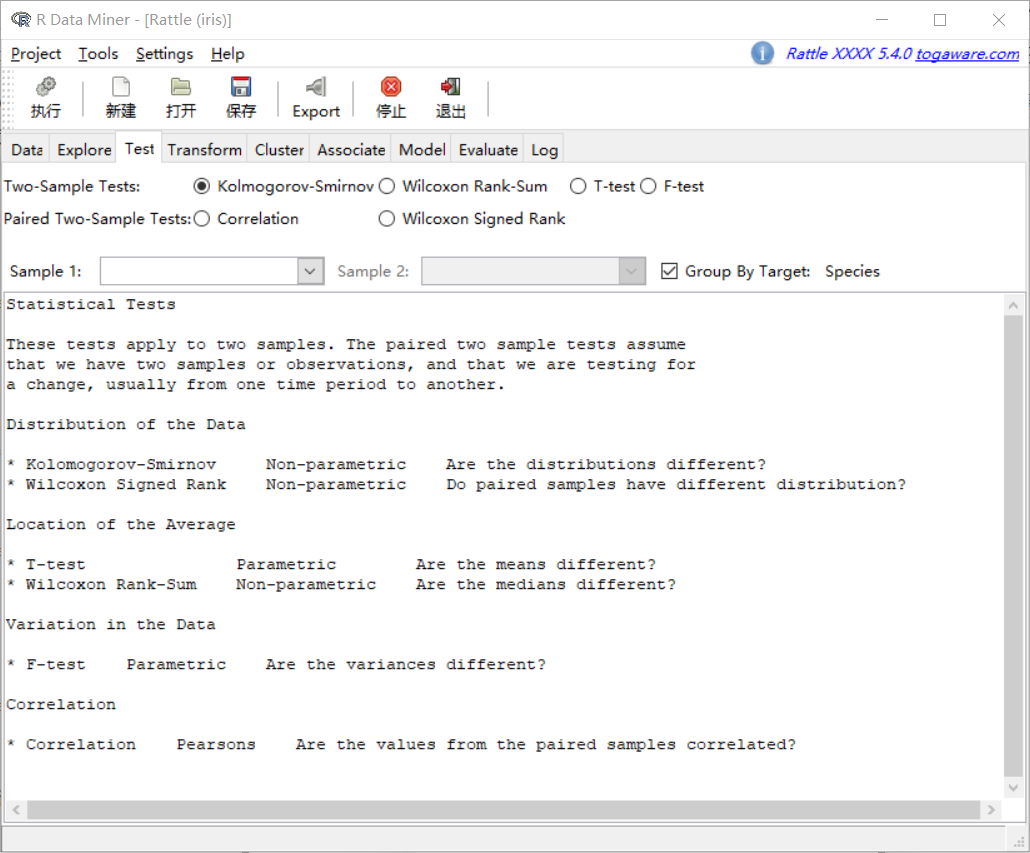 R Data Miner - [Rattle (iris)]
Project Tools Settings Help Rattle XXXX 5.4.0 togaware.com
执行 新建 打开 保存 Export 停止 退出
Data Explore Test Transform Cluster Associate Model Evaluate Log
Two-Sample Tests: Kolmogorov-Smirnov Wilcoxon Rank-Sum T-test F-test
Paired Two-Sample Tests: Correlation Wilcoxon Signed Rank
Sample 1: Sample 2: Group By Target: Species
Statistical Tests
These tests apply to two samples. The paired two sample tests assume
that we have two samples or observations, and that we are testing for
a change, usually from one time period to another.
Distribution of the Data
* Kolomogorov-Smirnov Non-parametric Are the distributions different?
* Wilcoxon Signed Rank Non-parametric Do paired samples have different distribution?
Location of the Average
* T-test Parametric Are the means different?
* Wilcoxon Rank-Sum Non-parametric Are the medians different?
Variation in the Data
* F-test Parametric Are the variances different?
Correlation
* Correlation Pearsons Are the values from the paired samples correlated?